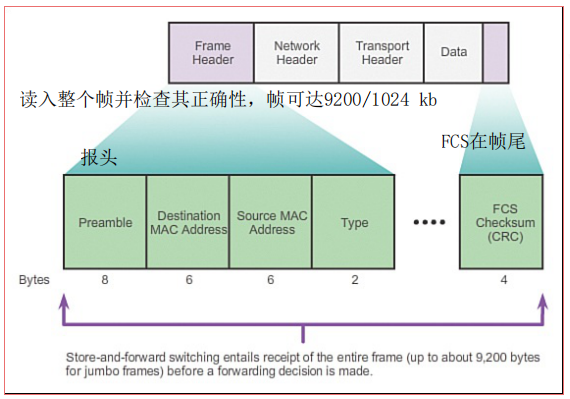 Frame Header
Network Header
Transport Header
Data
读入整个帧并检查其正确性，帧可达9200/1024 kb
FCS在帧尾
报头
Preamble
Destination MAC Address
Source MAC Address
Type
••••
FCS Checksum (CRC)
Bytes 8 6 6 2 4
Store-and-forward switching entails receipt of the entire frame (up to about 9,200 bytes
for jumbo frames) before a forwarding decision is made.